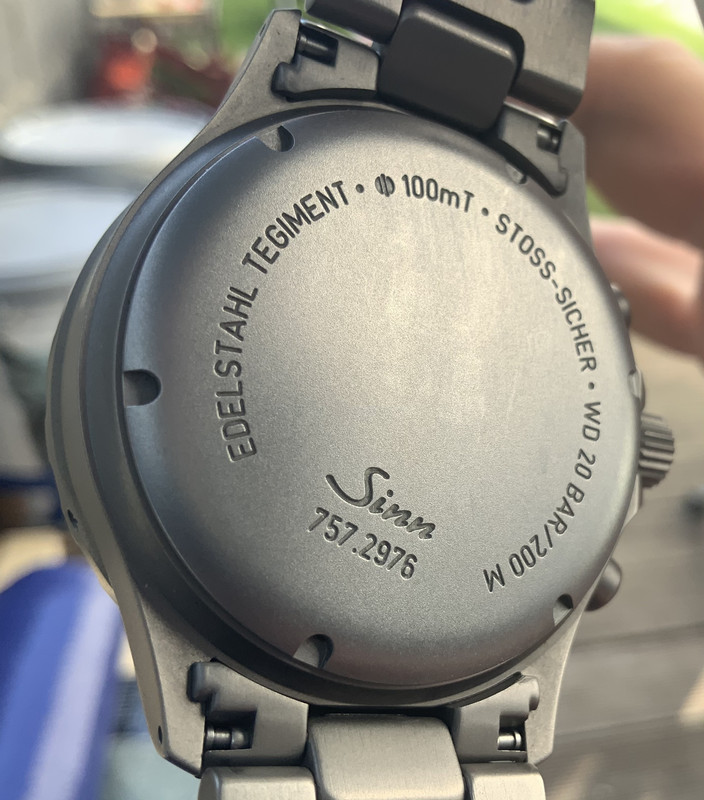 EDELSTAHL TEGIMENT • 100mT • STOSS-SICHER • WD 20 BAR/200 M
Sinn
757.2976